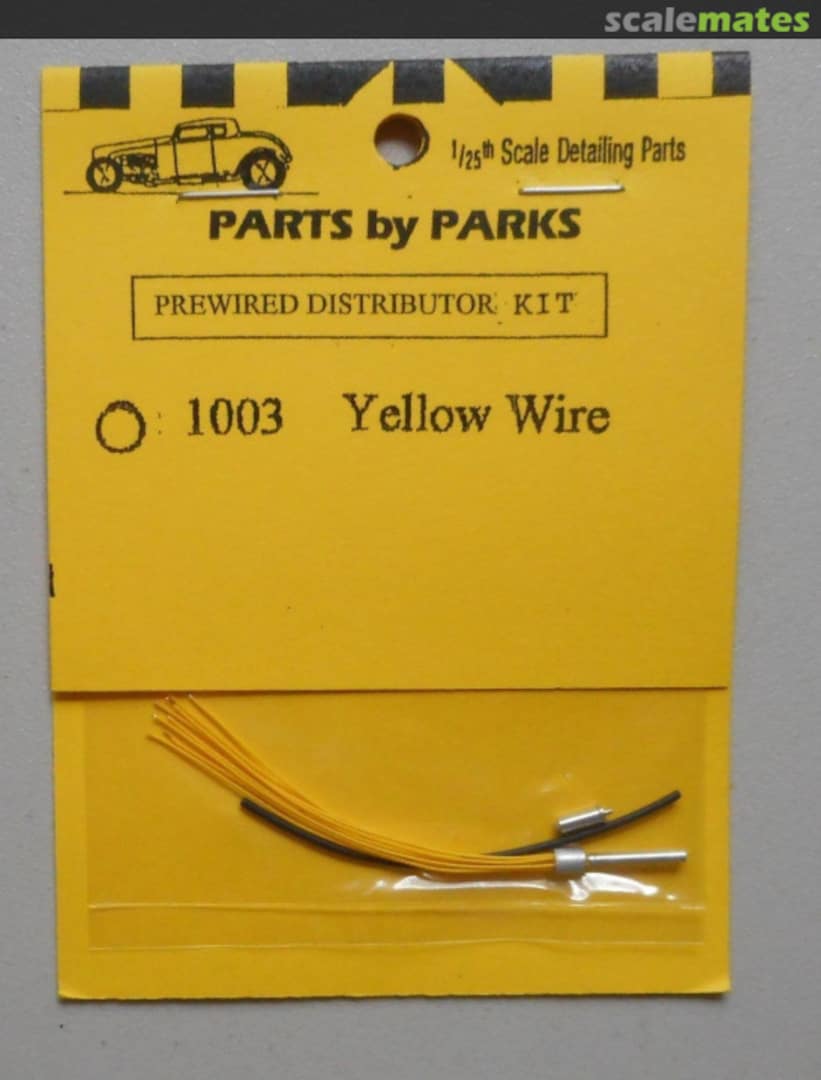 scalemates
1/25th Scale Detailing Parts
PARTS by PARKS
PREWIRED DISTRIBUTOR KIT
1003 Yellow Wire